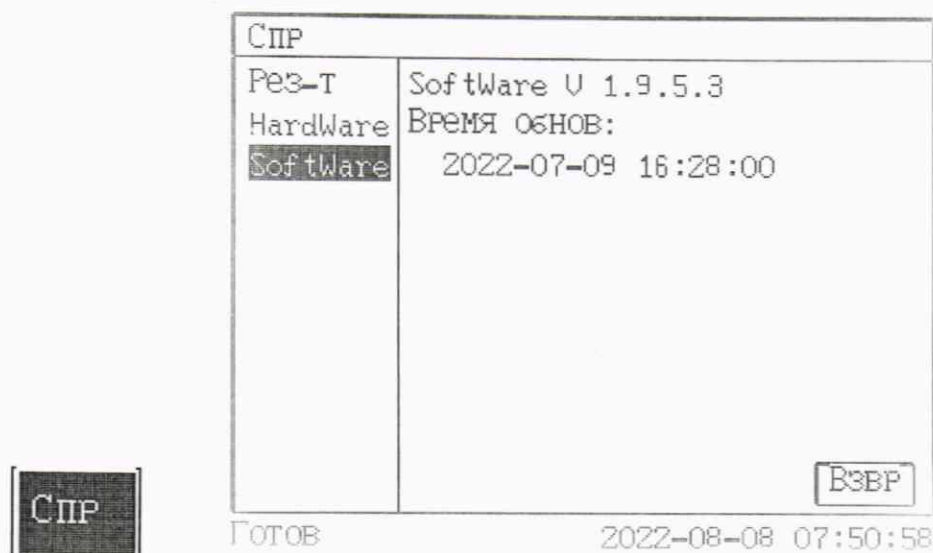 Спр
Рез-Т
HardWare
SoftWare
SoftWare V 1.9.5.3
Время обнов:
2022-07-09 16:28:00
Взвр
Готов 2022-08-08 07:50:58
Спр